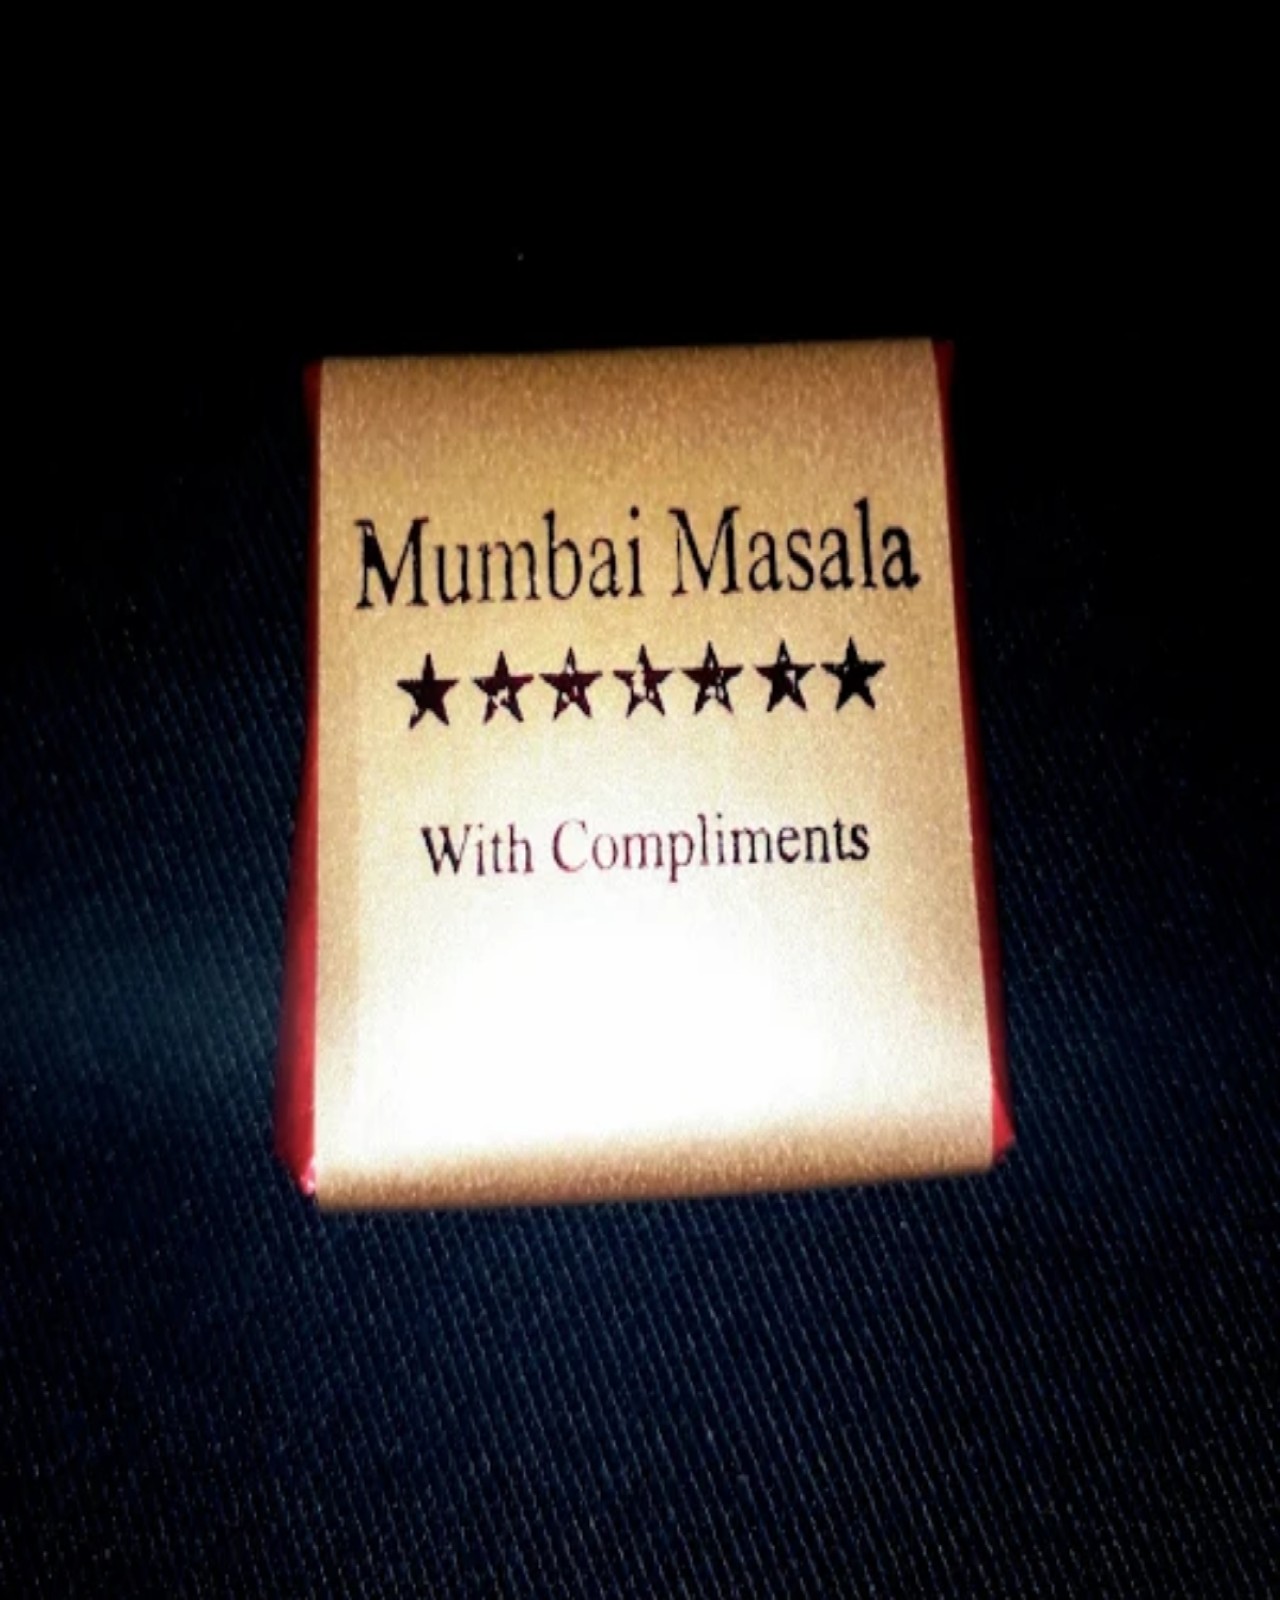 Mumbai Masala
★★★★★★★
With Compliments